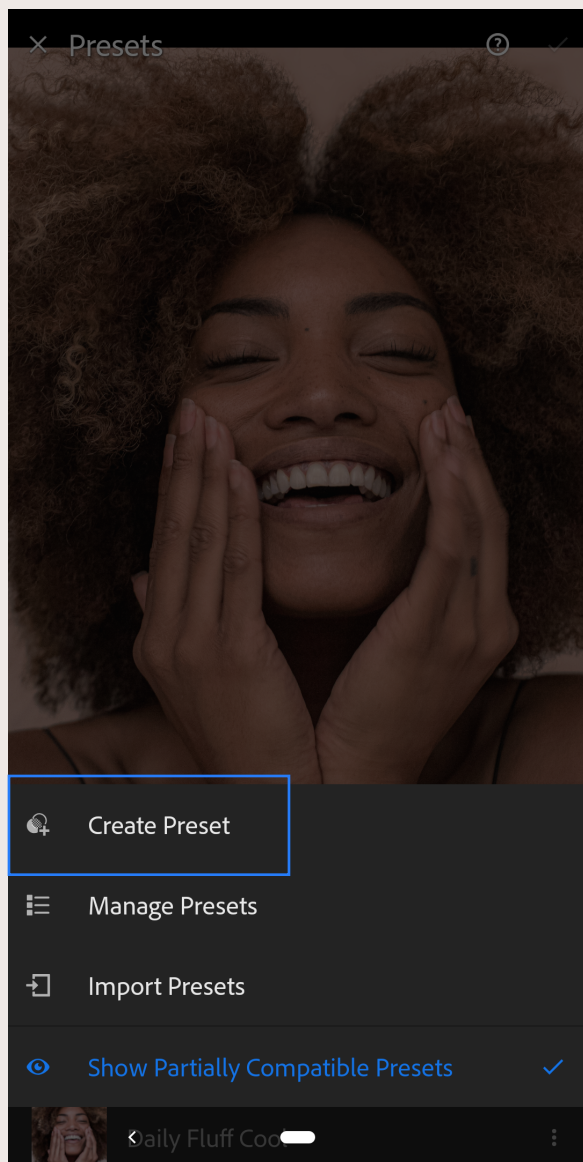 Presets
Create Preset
Manage Presets
Import Presets
Show Partially Compatible Presets
Daily Fluff Cool